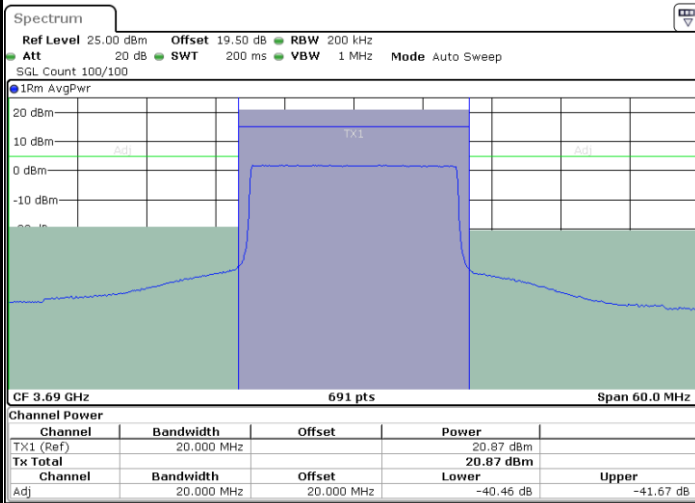 Spectrum
Ref Level 25.00 dBm Offset 19.50 dB RBW 200 kHz
Att 20 dB SWT 200 ms VBW 1 MHz Mode Auto Sweep
SGL Count 100/100
1Rm AvgPwr
20 dBm
TX1
10 dBm
Adj Adj
0 dBm
-10 dBm
CF 3.69 GHz 691 pts Span 60.0 MHz
Channel Power
Channel Bandwidth Offset Power
TX1 (Ref) 20.000 MHz 20.87 dBm
Tx Total 20.87 dBm
Channel Bandwidth Offset Lower Upper
Adj 20.000 MHz 20.000 MHz -40.46 dB -41.67 dB